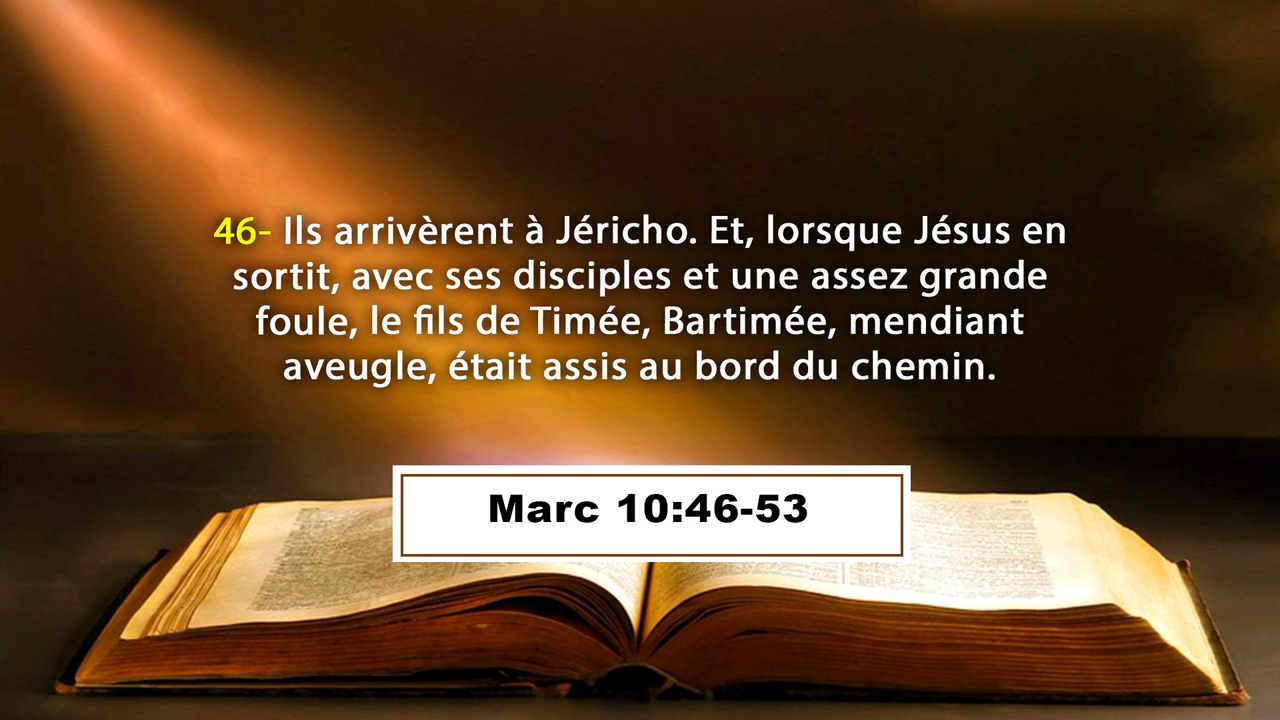 46- Ils arrivèrent à Jéricho. Et, lorsque Jésus en
sortit, avec ses disciples et une assez grande
foule, le fils de Timée, Bartimée, mendiant
aveugle, était assis au bord du chemin.
Marc 10:46-53